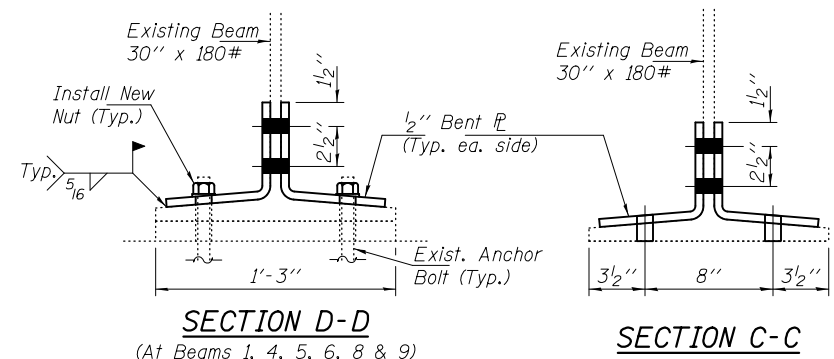 Existing Beam
30" x 180#
Install New
Nut (Typ.)
Typ.
5/16
1½"
2½"
½" Bent ℄
(Typ. ea. side)
Exist. Anchor
Bolt (Typ.)
1'-3"
SECTION D-D
(At Beams 1, 4, 5, 6, 8 & 9)
Existing Beam
30" x 180#
1½"
2½"
3½"
8"
3½"
SECTION C-C